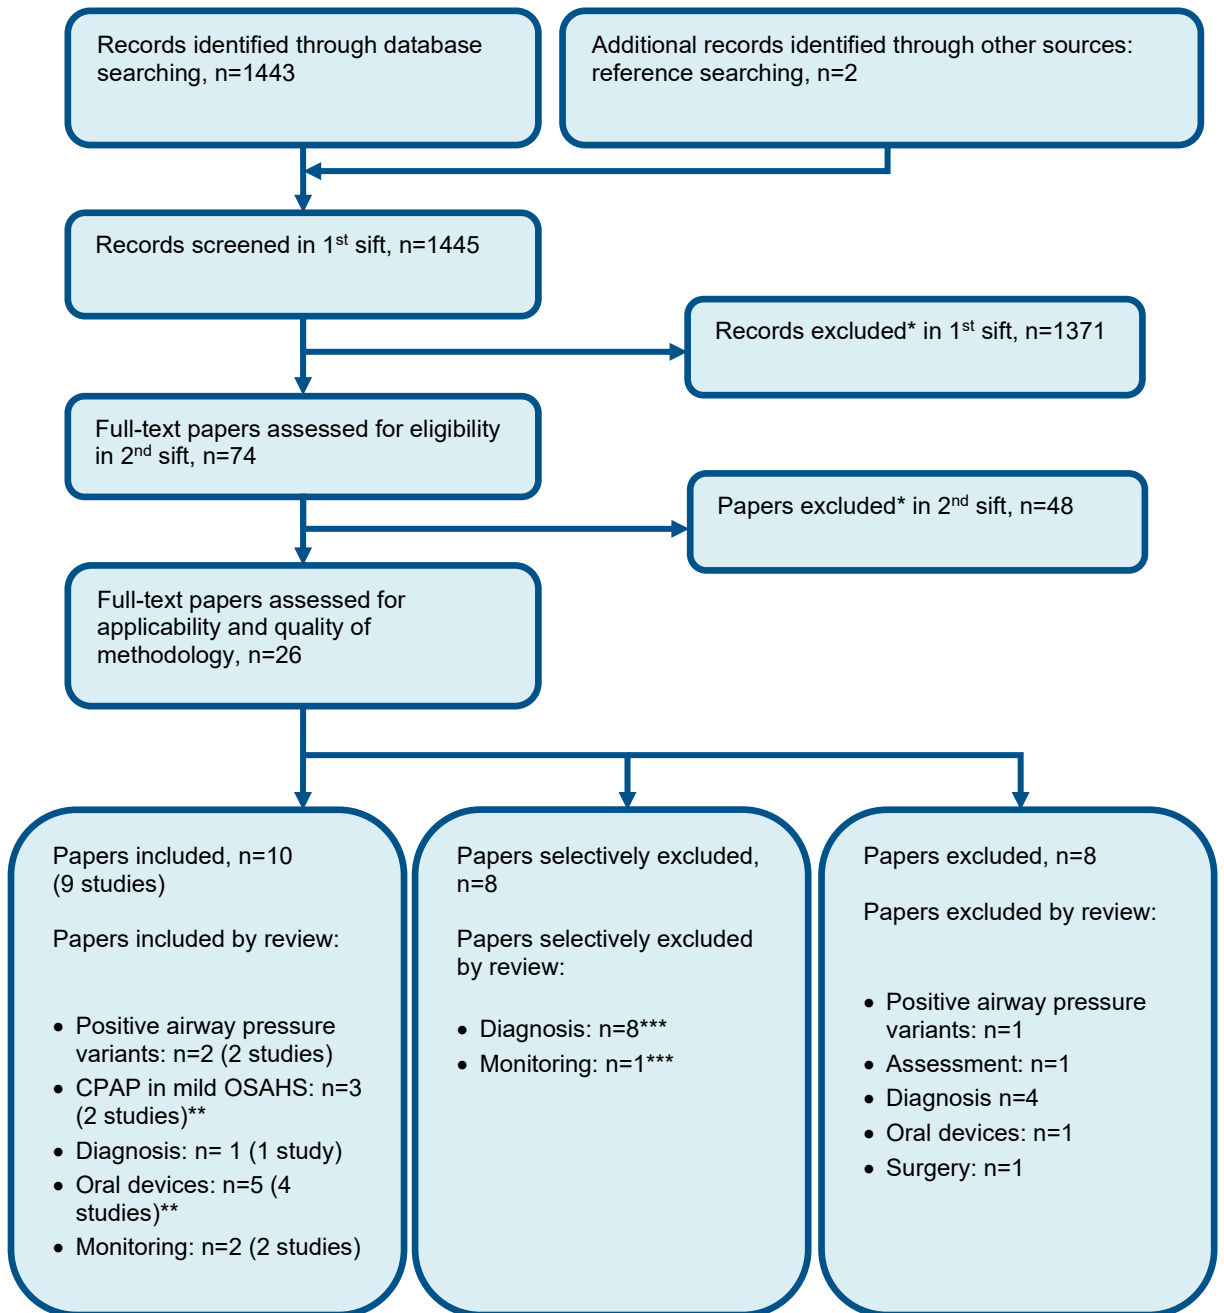 Records identified through database
searching, n=1443
Additional records identified through other sources:
reference searching, n=2
Records screened in 1st sift, n=1445
Records excluded* in 1st sift, n=1371
Full-text papers assessed for eligibility
in 2nd sift, n=74
Papers excluded* in 2nd sift, n=48
Full-text papers assessed for
applicability and quality of
methodology, n=26
Papers included, n=10
(9 studies)
Papers included by review:
• Positive airway pressure
variants: n=2 (2 studies)
• CPAP in mild OSAHS: n=3
(2 studies)**
• Diagnosis: n= 1 (1 study)
• Oral devices: n=5 (4
studies)**
• Monitoring: n=2 (2 studies)
Papers selectively excluded,
n=8
Papers selectively excluded
by review:
• Diagnosis: n=8***
• Monitoring: n=1***
Papers excluded, n=8
Papers excluded by review:
• Positive airway pressure
variants: n=1
• Assessment: n=1
• Diagnosis n=4
• Oral devices: n=1
• Surgery: n=1